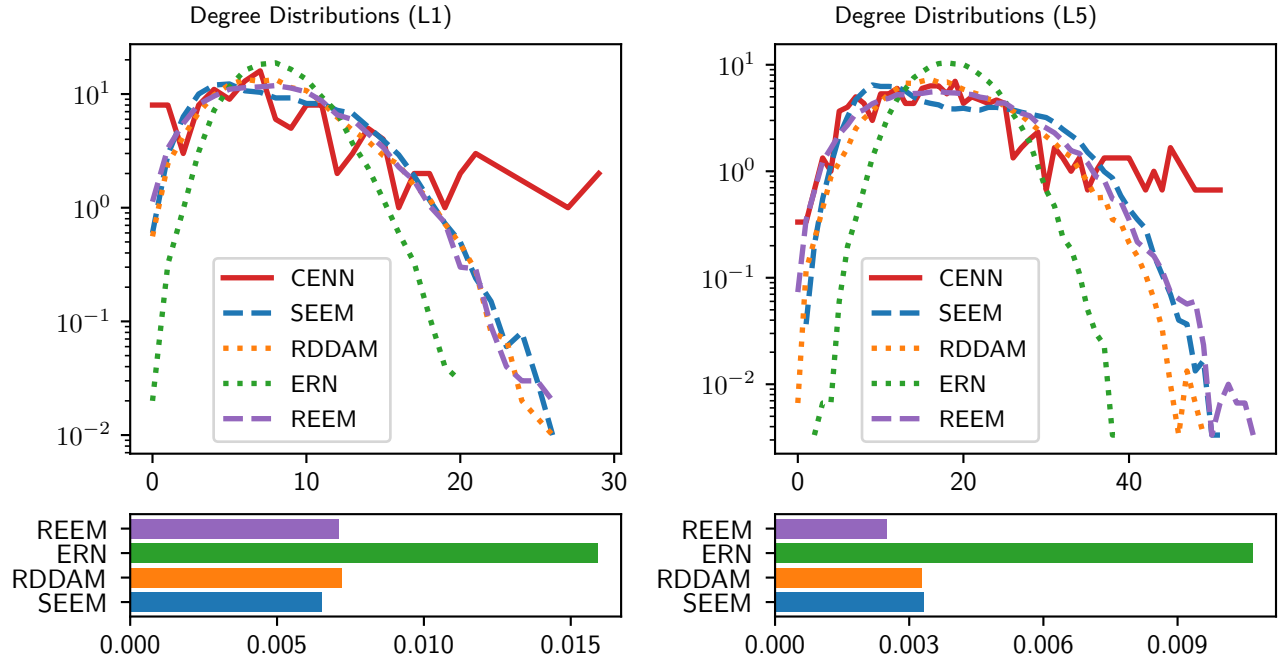 Degree Distributions (L1)
10^1
10^0
10^-1
10^-2
CENN
SEEM
RDDAM
ERN
REEM
0 10 20 30
REEM
ERN
RDDAM
SEEM
0.000 0.005 0.010 0.015
Degree Distributions (L5)
10^1
10^0
10^-1
10^-2
CENN
SEEM
RDDAM
ERN
REEM
0 20 40
REEM
ERN
RDDAM
SEEM
0.000 0.003 0.006 0.009